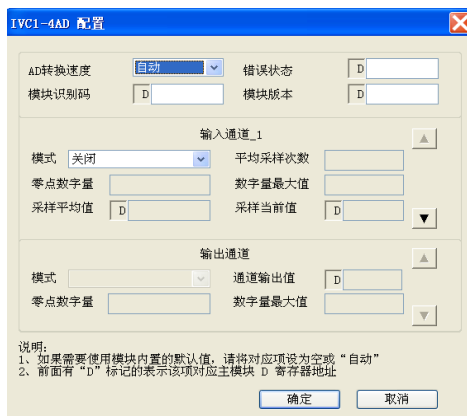 IVC1-4AD 配置
AD转换速度 自动 错误状态 D
模块识别码 D 模块版本 D
输入通道_1
模式 关闭 平均采样次数
零点数字量 数字量最大值
采样平均值 D 采样当前值 D
输出通道
模式 通道输出值 D
零点数字量 数字量最大值
说明:
1、如果需要使用模块内置的默认值，请将对应项设为空或“自动”
2、前面有“D”标记的表示该项对应主模块 D 寄存器地址
确定 取消